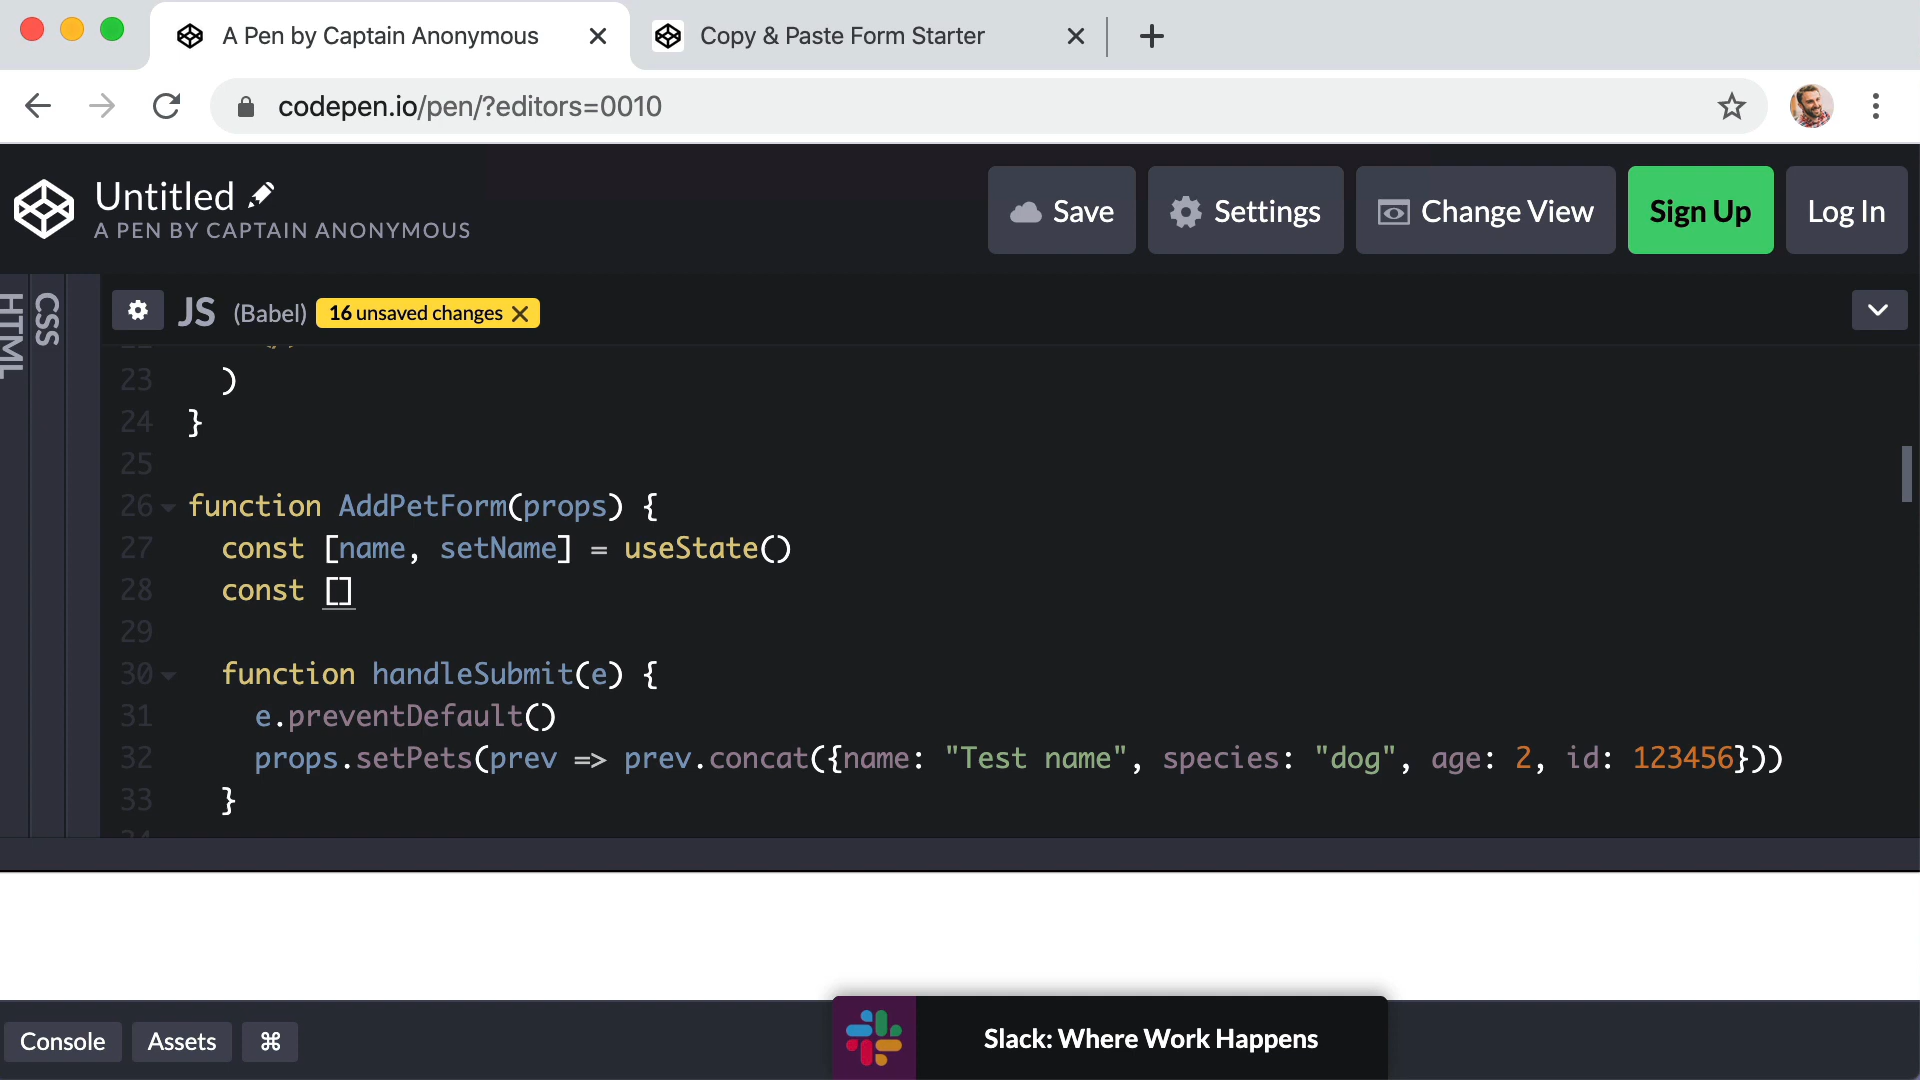 A Pen by Captain Anonymous
Copy & Paste Form Starter
codepen.io/pen/?editors=0010
Untitled
A PEN BY CAPTAIN ANONYMOUS
Save
Settings
Change View
Sign Up
Log In
HTML
CSS
JS (Babel) 16 unsaved changes
23 )
24 }
25
26 function AddPetForm(props) {
27 const [name, setName] = useState()
28 const []
29
30 function handleSubmit(e) {
31 e.preventDefault()
32 props.setPets(prev => prev.concat({name: "Test name", species: "dog", age: 2, id: 123456}))
33 }
Console
Assets
⌘
Slack: Where Work Happens